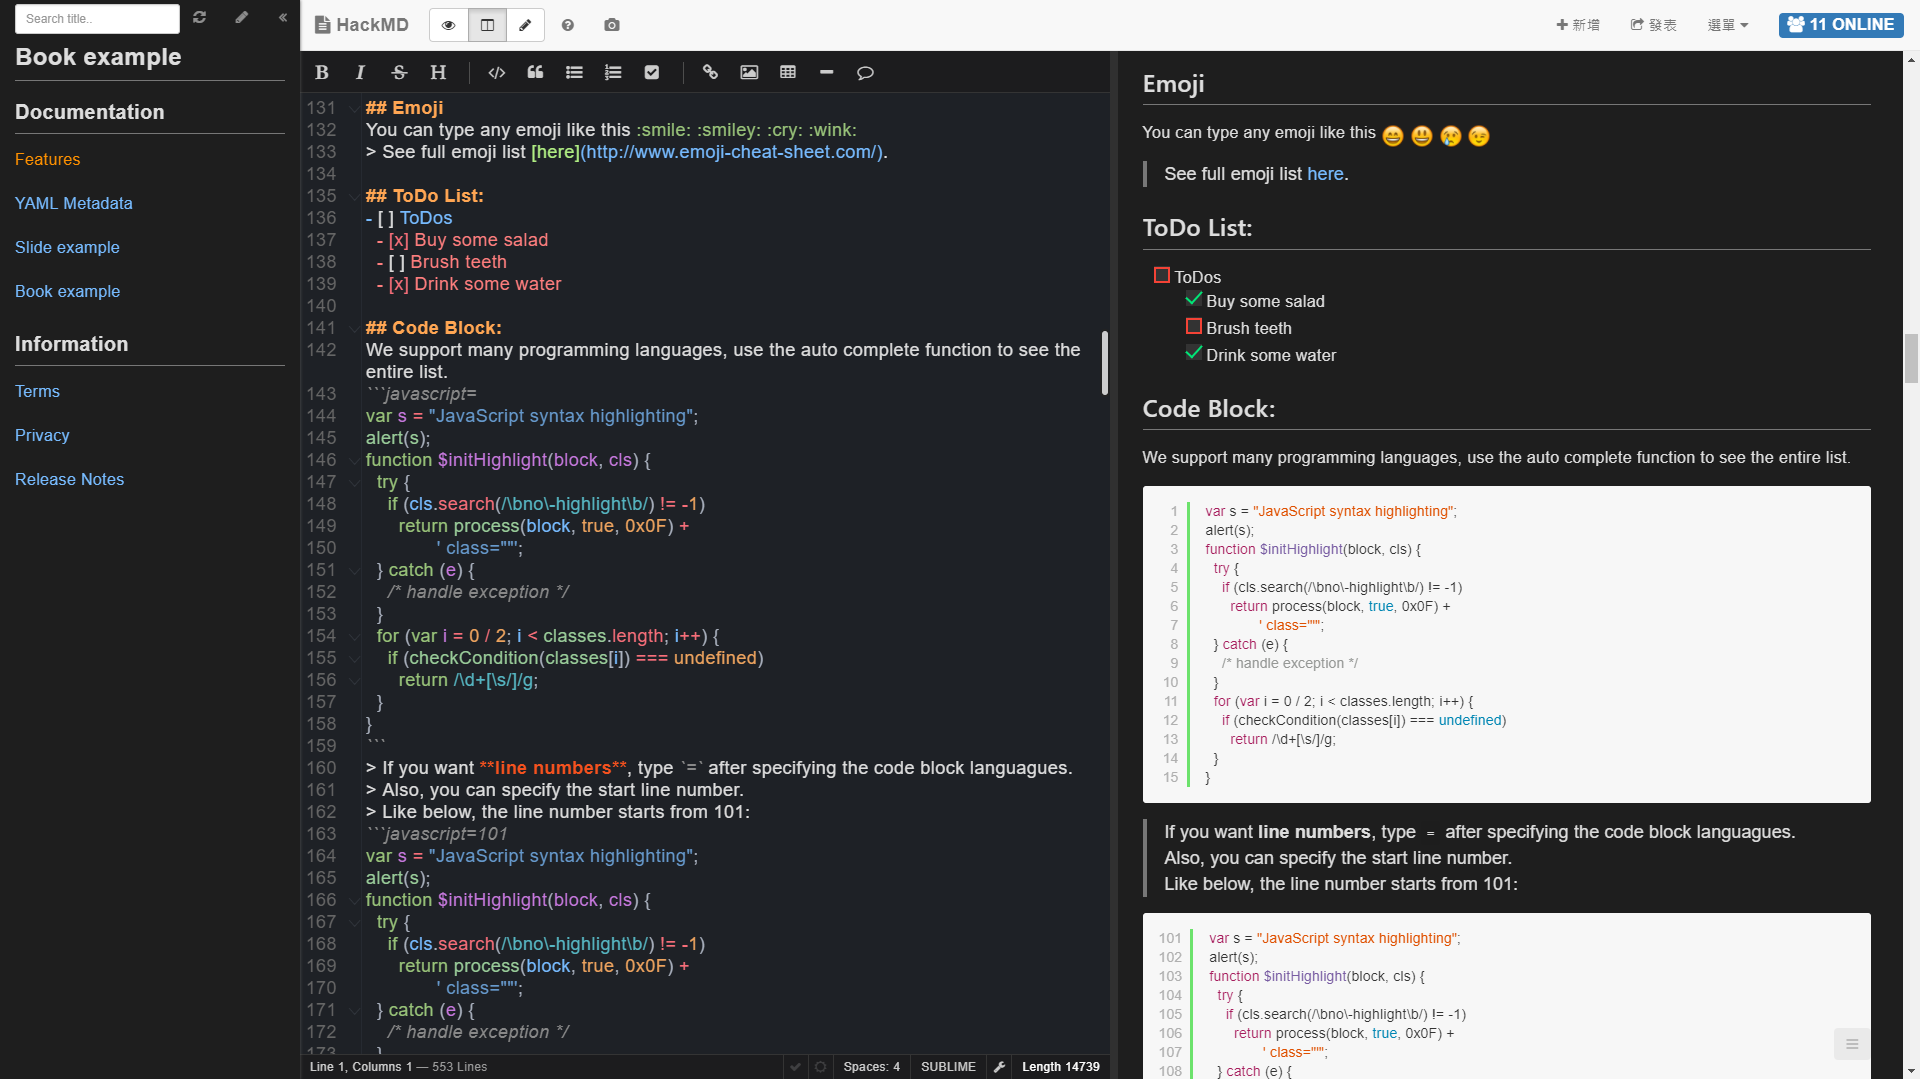 Search title..
Book example
Documentation
Features
YAML Metadata
Slide example
Book example
Information
Terms
Privacy
Release Notes
HackMD
新增
發表
選單
11 ONLINE
B I S H
131 ## Emoji
132 You can type any emoji like this :smile: :smiley: :cry: :wink:
133 > See full emoji list [here](http://www.emoji-cheat-sheet.com/).
134
135 ## ToDo List:
136 - [ ] ToDos
137 - [x] Buy some salad
138 - [ ] Brush teeth
139 - [x] Drink some water
140
141 ## Code Block:
142 We support many programming languages, use the auto complete function to see the
entire list.
143 ```javascript=
144 var s = "JavaScript syntax highlighting";
145 alert(s);
146 function $initHighlight(block, cls) {
147 try {
148 if (cls.search(/\bno\-highlight\b/) != -1)
149 return process(block, true, 0x0F) +
150 ' class=""';
151 } catch (e) {
152 /* handle exception */
153 }
154 for (var i = 0 / 2; i < classes.length; i++) {
155 if (checkCondition(classes[i]) === undefined)
156 return /\d+[\s/]/g;
157 }
158 }
159 ```
160 > If you want **line numbers**, type `=` after specifying the code block languagues.
161 > Also, you can specify the start line number.
162 > Like below, the line number starts from 101:
163 ```javascript=101
164 var s = "JavaScript syntax highlighting";
165 alert(s);
166 function $initHighlight(block, cls) {
167 try {
168 if (cls.search(/\bno\-highlight\b/) != -1)
169 return process(block, true, 0x0F) +
170 ' class=""';
171 } catch (e) {
172 /* handle exception */
173 }
Line 1, Columns 1 — 553 Lines
Spaces: 4
SUBLIME
Length 14739
Emoji
You can type any emoji like this
See full emoji list here.
ToDo List:
ToDos
Buy some salad
Brush teeth
Drink some water
Code Block:
We support many programming languages, use the auto complete function to see the entire list.
1 var s = "JavaScript syntax highlighting";
2 alert(s);
3 function $initHighlight(block, cls) {
4 try {
5 if (cls.search(/\bno\-highlight\b/) != -1)
6 return process(block, true, 0x0F) +
7 ' class=""';
8 } catch (e) {
9 /* handle exception */
10 }
11 for (var i = 0 / 2; i < classes.length; i++) {
12 if (checkCondition(classes[i]) === undefined)
13 return /\d+[\s/]/g;
14 }
15 }
If you want line numbers, type = after specifying the code block languagues.
Also, you can specify the start line number.
Like below, the line number starts from 101:
101 var s = "JavaScript syntax highlighting";
102 alert(s);
103 function $initHighlight(block, cls) {
104 try {
105 if (cls.search(/\bno\-highlight\b/) != -1)
106 return process(block, true, 0x0F) +
107 ' class=""';
108 } catch (e) {